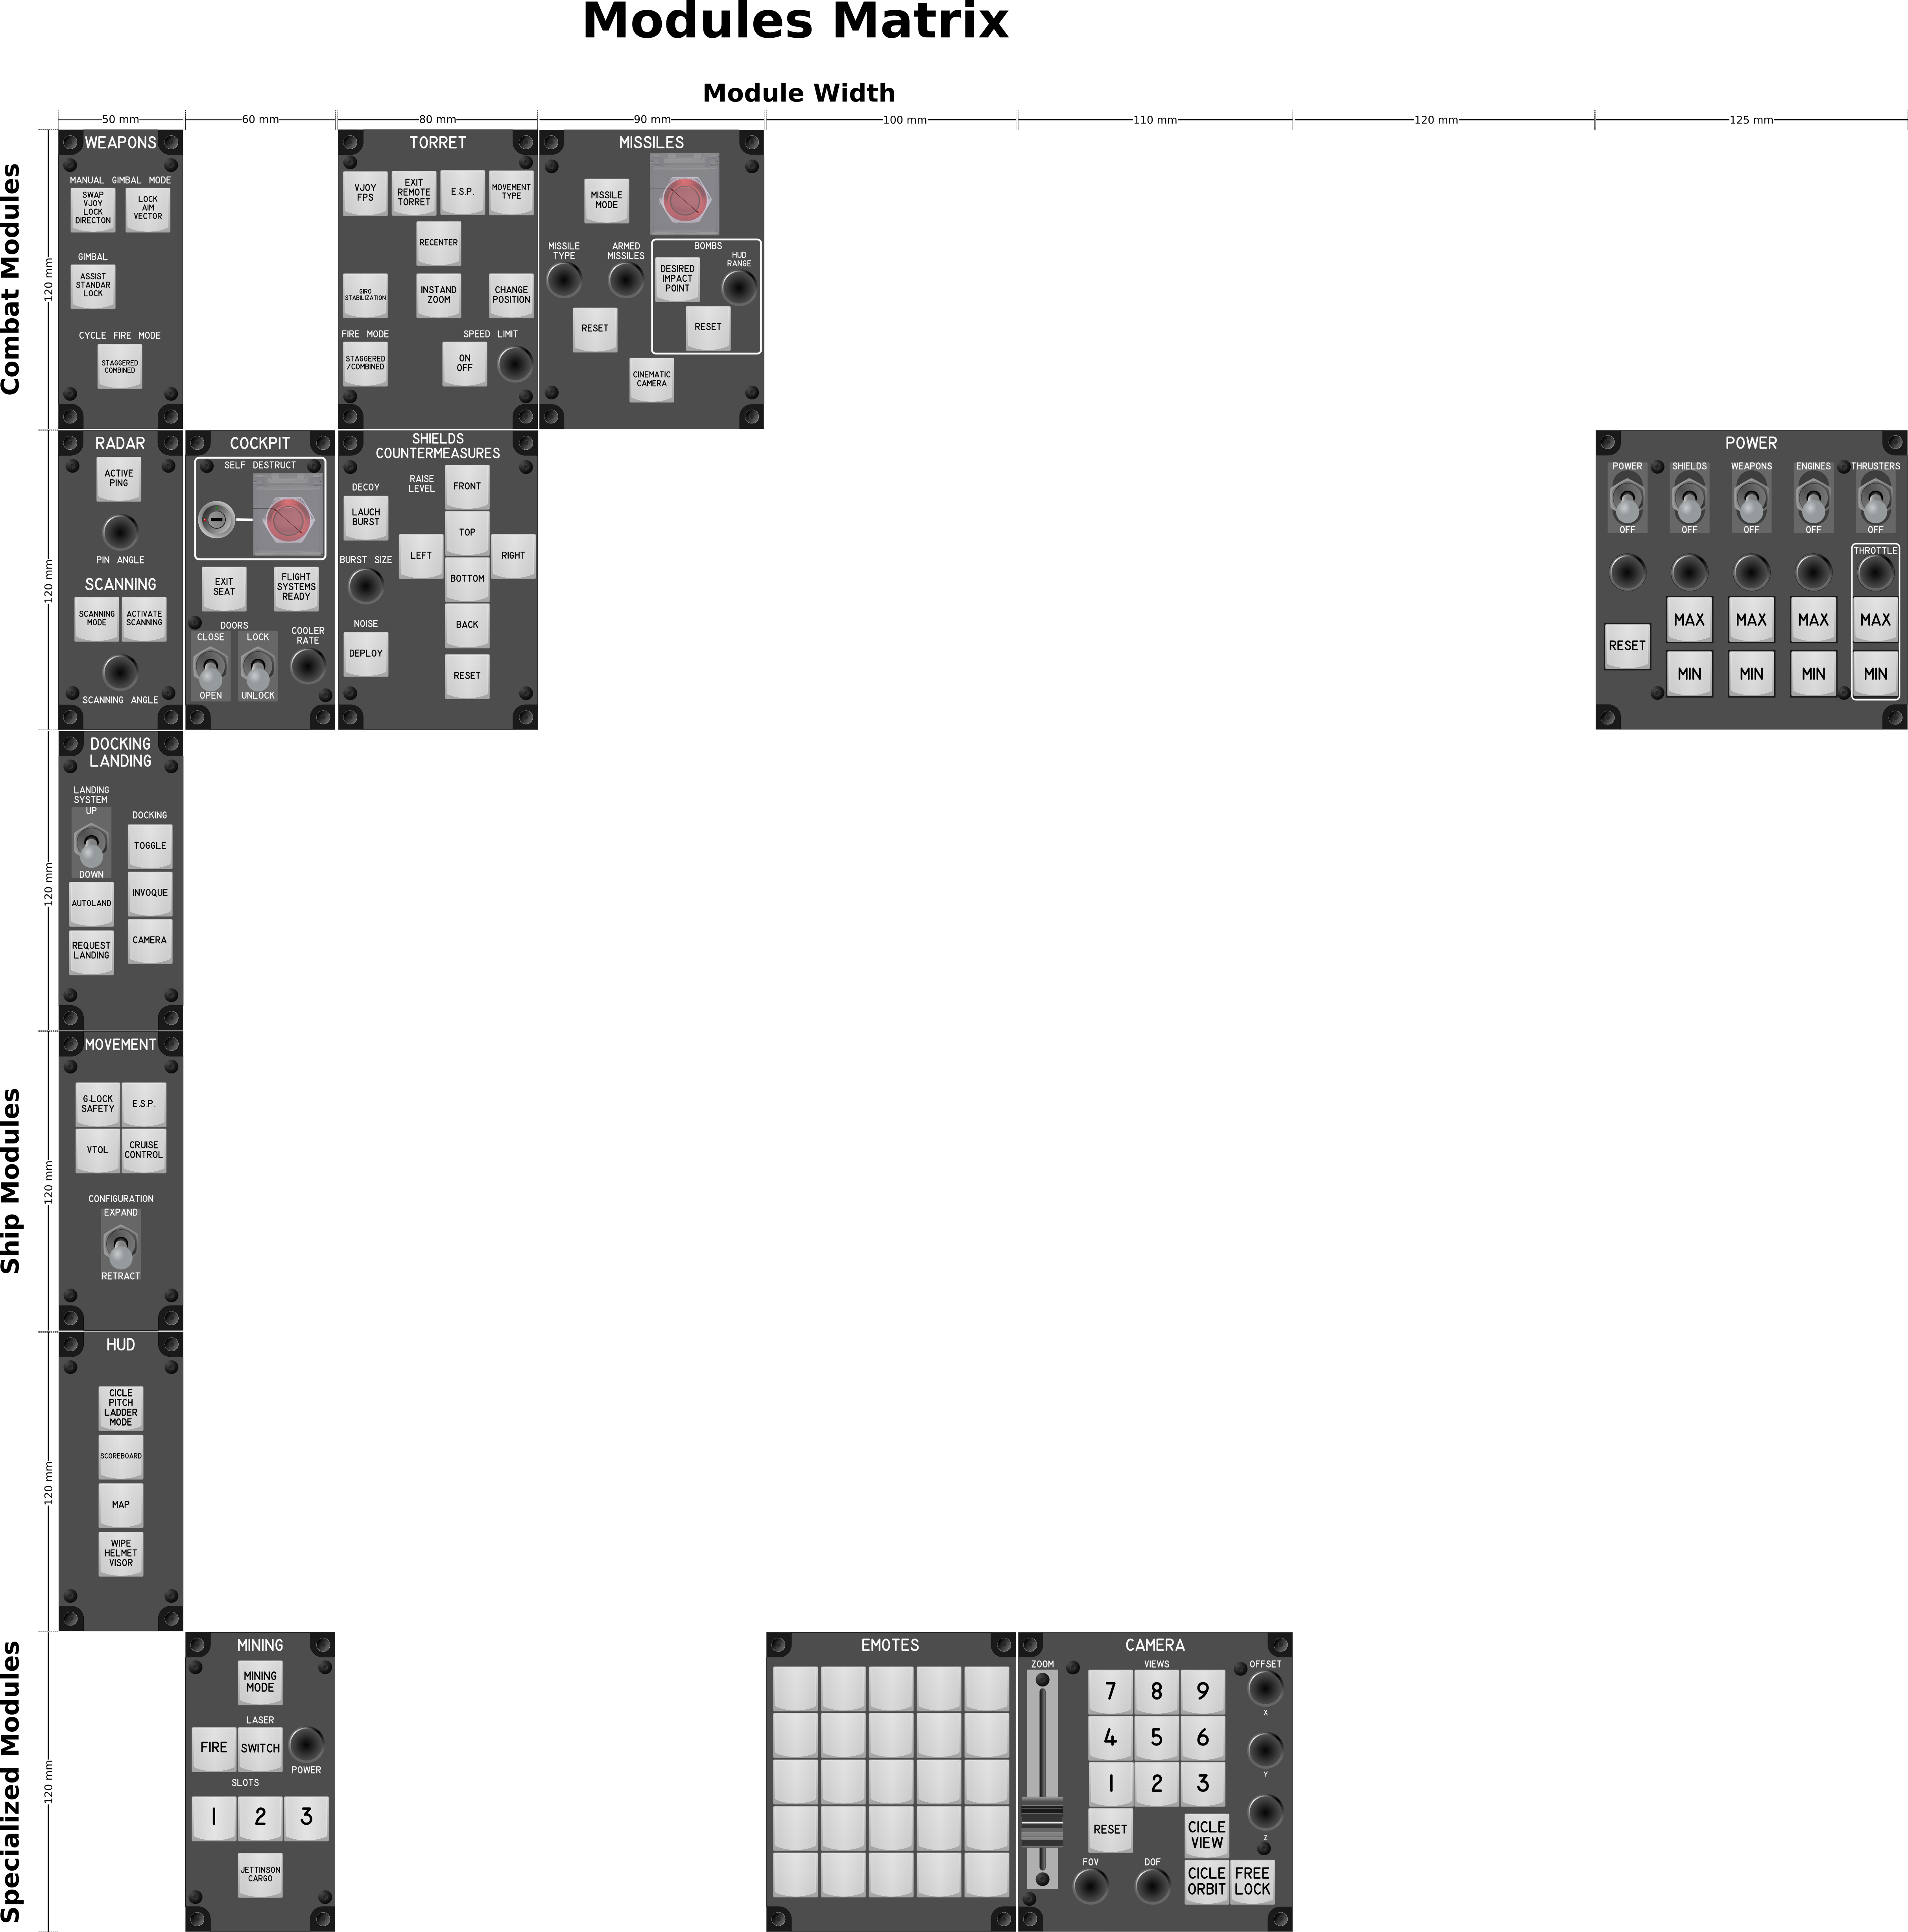 Modules Matrix
Module Width
50 mm
60 mm
80 mm
90 mm
100 mm
110 mm
120 mm
125 mm
Combat Modules
120 mm
WEAPONS
MANUAL GIMBAL MODE
SWAP
VJOY
LOCK
DIRECTON
LOCK
AIM
VECTOR
GIMBAL
ASSIST
STANDAR
LOCK
CYCLE FIRE MODE
STAGGERED
COMBINED
TORRET
VJOY
FPS
EXIT
REMOTE
TORRET
E.S.P.
MOVEMENT
TYPE
RECENTER
GIRO
STABILIZATION
INSTAND
ZOOM
CHANGE
POSITION
FIRE MODE
SPEED LIMIT
STAGGERED
/COMBINED
ON
OFF
MISSILES
MISSILE
MODE
MISSILE
TYPE
ARMED
MISSILES
BOMBS
DESIRED
IMPACT
POINT
HUD
RANGE
RESET
RESET
CINEMATIC
CAMERA
120 mm
RADAR
ACTIVE
PING
PIN ANGLE
SCANNING
SCANNING
MODE
ACTIVATE
SCANNING
SCANNING ANGLE
COCKPIT
SELF DESTRUCT
EXIT
SEAT
FLIGHT
SYSTEMS
READY
DOORS
CLOSE
LOCK
COOLER
RATE
OPEN
UNLOCK
SHIELDS
COUNTERMEASURES
DECOY
RAISE
LEVEL
FRONT
LAUCH
BURST
TOP
LEFT
RIGHT
BURST SIZE
BOTTOM
NOISE
BACK
DEPLOY
RESET
POWER
POWER
SHIELDS
WEAPONS
ENGINES
THRUSTERS
OFF
OFF
OFF
OFF
OFF
THROTTLE
MAX
MAX
MAX
MAX
RESET
MIN
MIN
MIN
MIN
Ship Modules
120 mm
DOCKING
LANDING
LANDING
SYSTEM
UP
DOCKING
TOGGLE
DOWN
INVOQUE
AUTOLAND
CAMERA
REQUEST
LANDING
120 mm
MOVEMENT
G-LOCK
SAFETY
E.S.P.
VTOL
CRUISE
CONTROL
CONFIGURATION
EXPAND
RETRACT
120 mm
HUD
CICLE
PITCH
LADDER
MODE
SCOREBOARD
MAP
WIPE
HELMET
VISOR
Specialized Modules
120 mm
MINING
MINING
MODE
LASER
FIRE
SWITCH
POWER
SLOTS
1
2
3
JETTINSON
CARGO
EMOTES
CAMERA
ZOOM
VIEWS
OFFSET
7
8
9
X
4
5
6
Y
1
2
3
RESET
CICLE
VIEW
Z
FOV
DOF
CICLE
ORBIT
FREE
LOCK